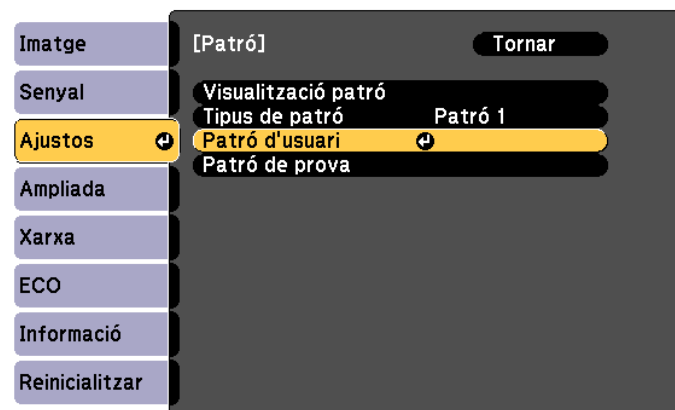 Imatge
Senyal
Ajustos
Ampliada
Xarxa
ECO
Informació
Reinicialitzar
[Patró] Tornar
Visualització patró
Tipus de patró Patró 1
Patró d'usuari
Patró de prova